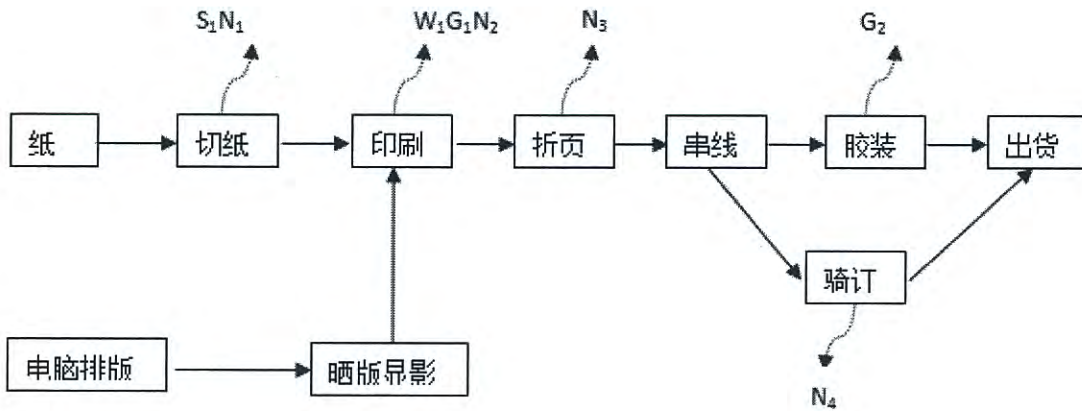 S₁N₁ W₁G₁N₂ N₃ G₂
纸 切纸 印刷 折页 串线 胶装 出货
骑订
电脑排版 晒版显影
N₄